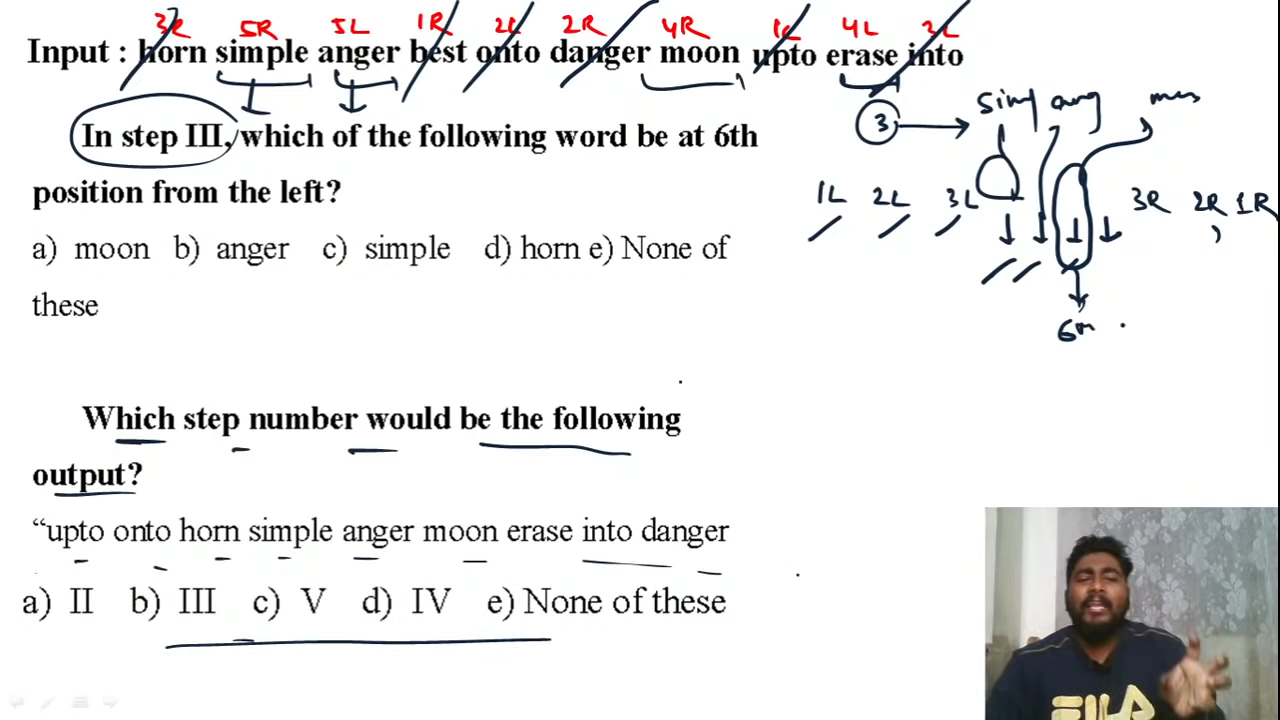 3R 5R 5L 1R 2L 2R 4R 1L 4L 3L
Input : horn simple anger best onto danger moon upto erase into
3 sim ang
In step III, which of the following word be at 6th
position from the left?
1L 2L 3L 3R 2R 1R
a) moon b) anger c) simple d) horn e) None of
these
6th
Which step number would be the following
output?
“upto onto horn simple anger moon erase into danger
a) II b) III c) V d) IV e) None of these
FILA